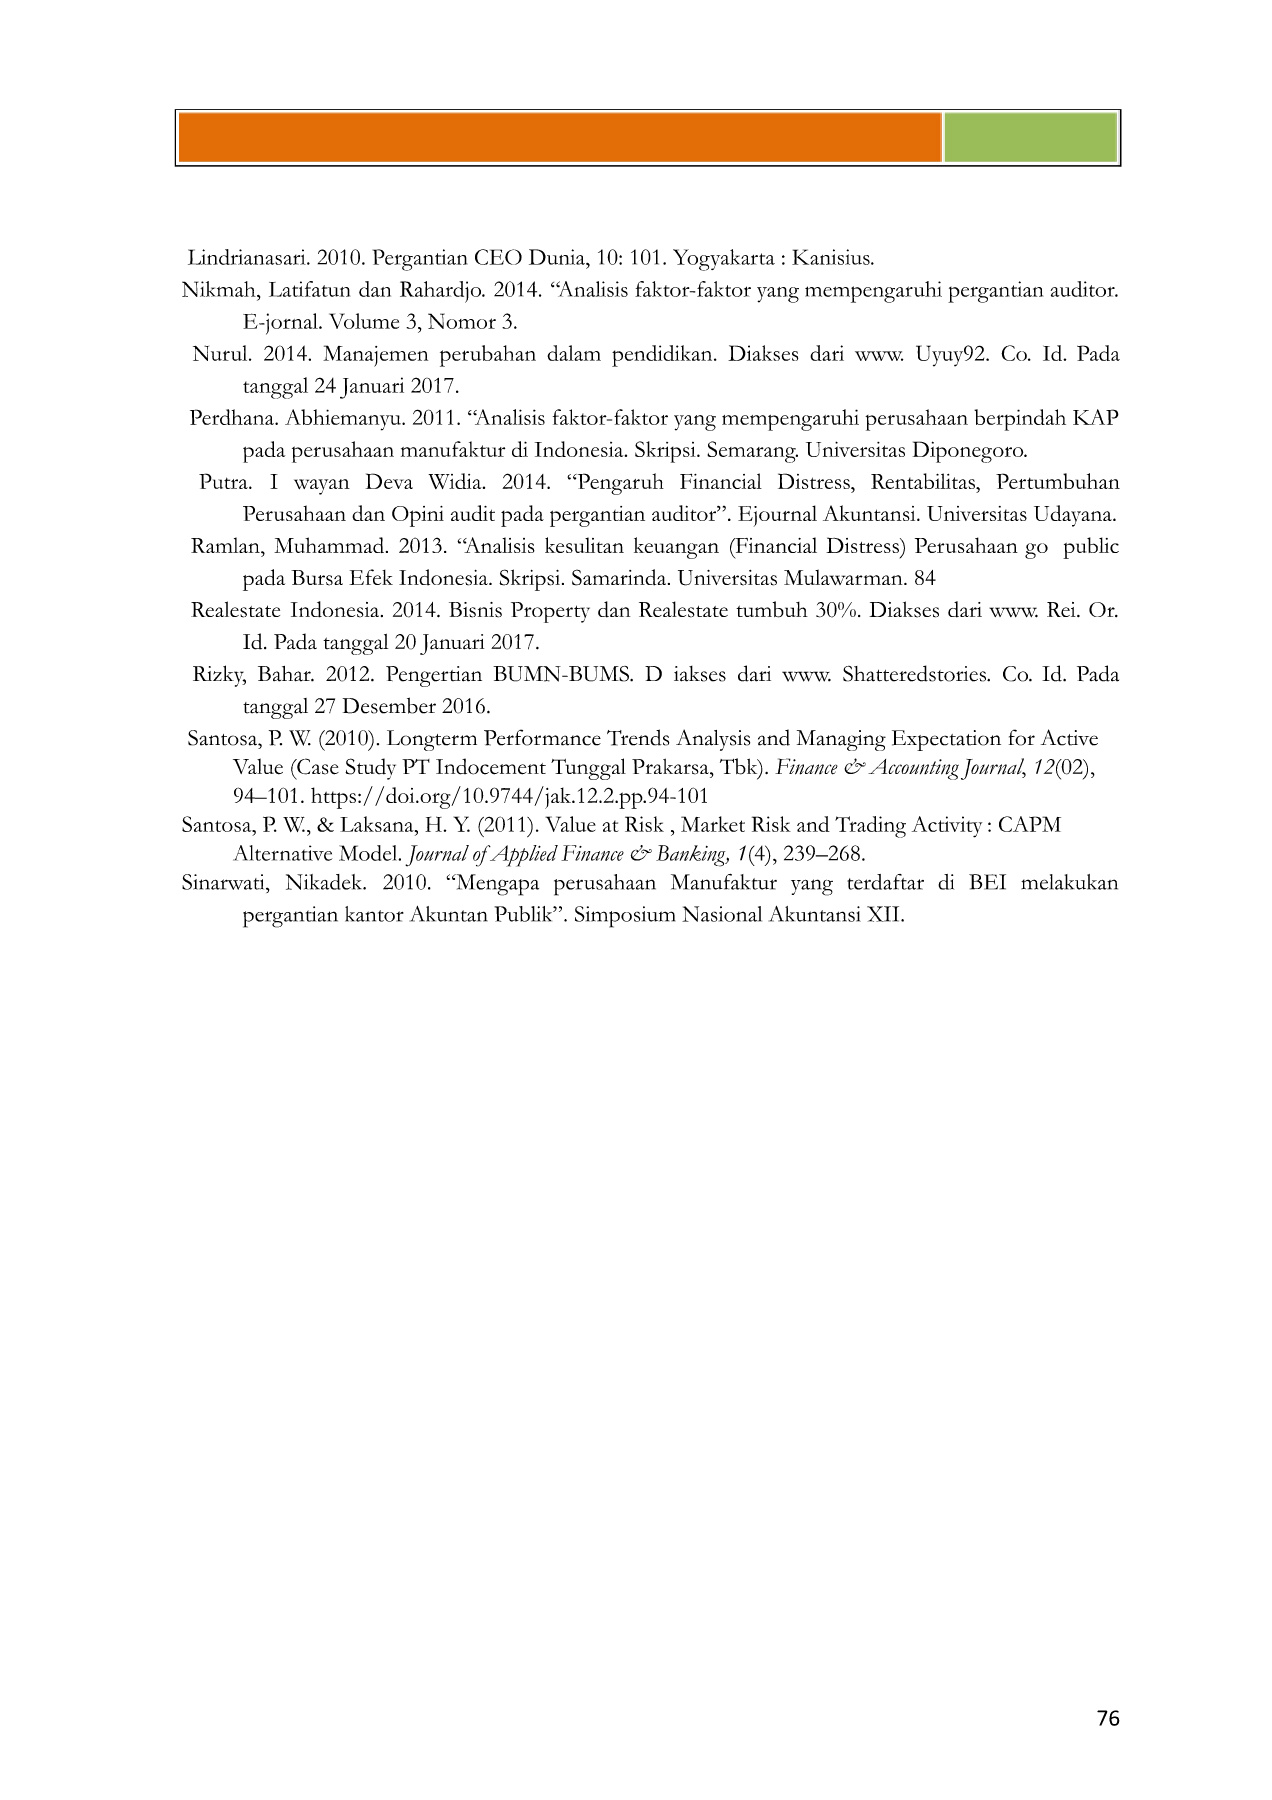 Lindrianasari. 2010. Pergantian CEO Dunia, 10: 101. Yogyakarta : Kanisius.
Nikmah, Latifatun dan Rahardjo. 2014. “Analisis faktor-faktor yang mempengaruhi pergantian auditor.
E-jornal. Volume 3, Nomor 3.
Nurul. 2014. Manajemen perubahan dalam pendidikan. Diakses dari www. Uyuy92. Co. Id. Pada
tanggal 24 Januari 2017.
Perdhana. Abhiemanyu. 2011. “Analisis faktor-faktor yang mempengaruhi perusahaan berpindah KAP
pada perusahaan manufaktur di Indonesia. Skripsi. Semarang. Universitas Diponegoro.
Putra. I wayan Deva Widia. 2014. “Pengaruh Financial Distress, Rentabilitas, Pertumbuhan
Perusahaan dan Opini audit pada pergantian auditor”. Ejournal Akuntansi. Universitas Udayana.
Ramlan, Muhammad. 2013. “Analisis kesulitan keuangan (Financial Distress) Perusahaan go public
pada Bursa Efek Indonesia. Skripsi. Samarinda. Universitas Mulawarman. 84
Realestate Indonesia. 2014. Bisnis Property dan Realestate tumbuh 30%. Diakses dari www. Rei. Or.
Id. Pada tanggal 20 Januari 2017.
Rizky, Bahar. 2012. Pengertian BUMN-BUMS. D iakses dari www. Shatteredstories. Co. Id. Pada
tanggal 27 Desember 2016.
Santosa, P. W. (2010). Longterm Performance Trends Analysis and Managing Expectation for Active
Value (Case Study PT Indocement Tunggal Prakarsa, Tbk). Finance & Accounting Journal, 12(02),
94–101. https://doi.org/10.9744/jak.12.2.pp.94-101
Santosa, P. W., & Laksana, H. Y. (2011). Value at Risk , Market Risk and Trading Activity : CAPM
Alternative Model. Journal of Applied Finance & Banking, 1(4), 239–268.
Sinarwati, Nikadek. 2010. “Mengapa perusahaan Manufaktur yang terdaftar di BEI melakukan
pergantian kantor Akuntan Publik”. Simposium Nasional Akuntansi XII.
76